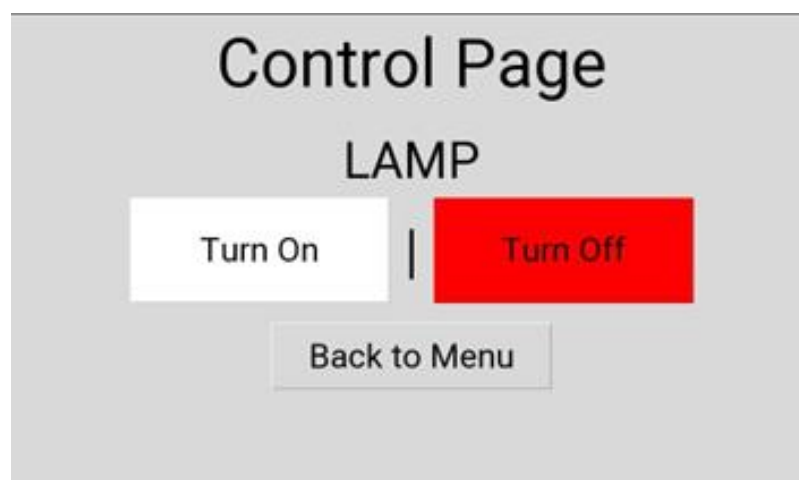 Control Page
LAMP
Turn On | Turn Off
Back to Menu